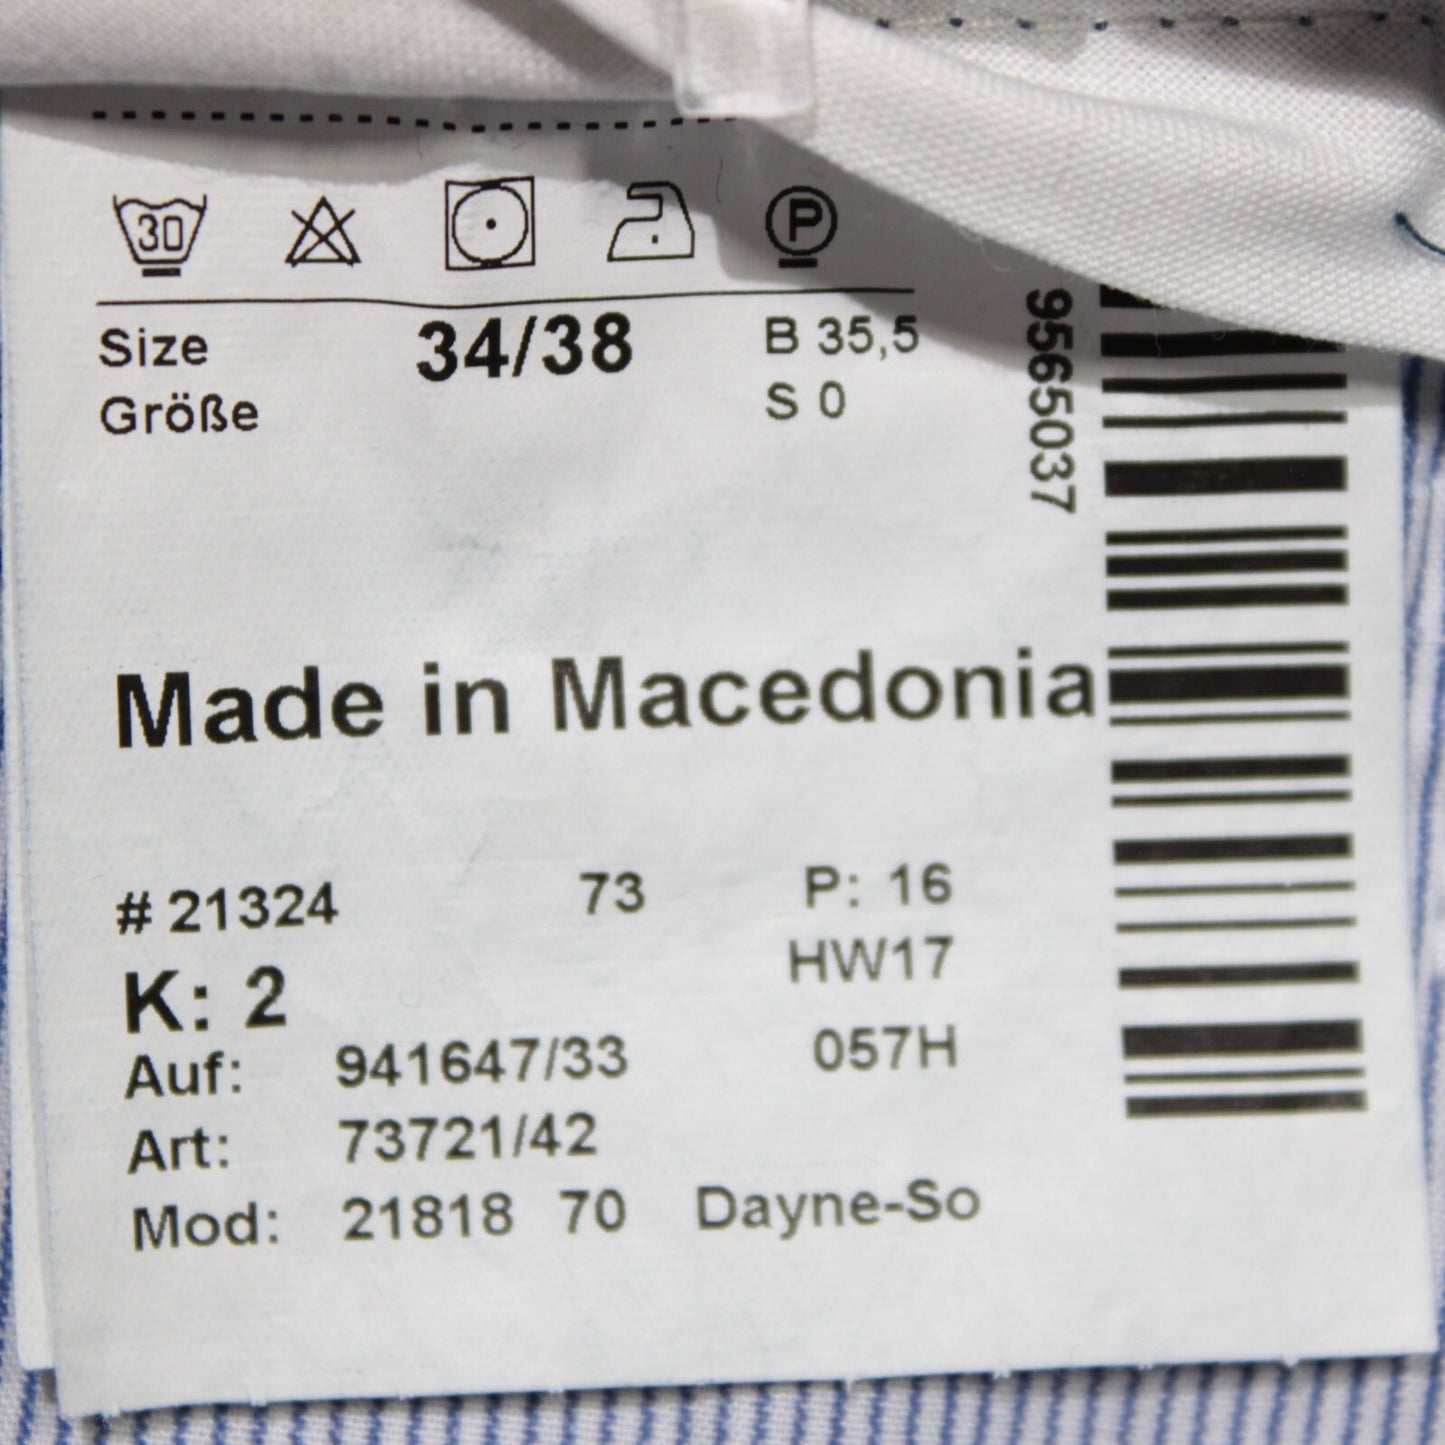 30
P
Size 34/38 B 35,5
Größe S 0
9565037
Made in Macedonia
# 21324 73 P: 16
HW17
K: 2
Auf: 941647/33 057H
Art: 73721/42
Mod: 21818 70 Dayne-So